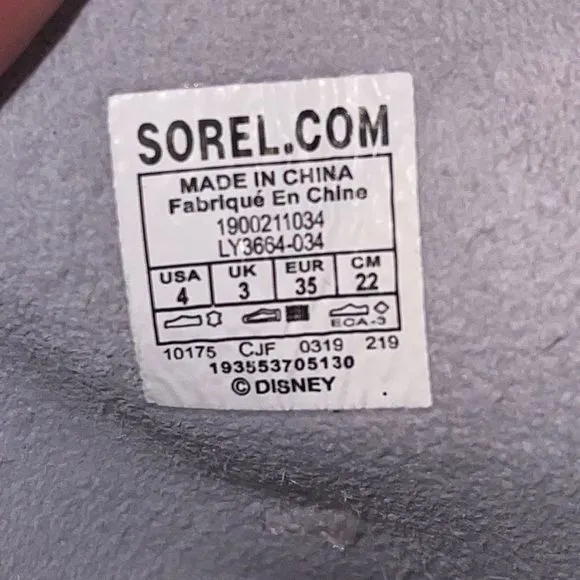 SOREL.COM
MADE IN CHINA
Fabriqué En Chine
1900211034
LY3664-034
USA UK EUR CM
4 3 35 22
ECA-3
10175 CJF 0319 219
193553705130
© DISNEY